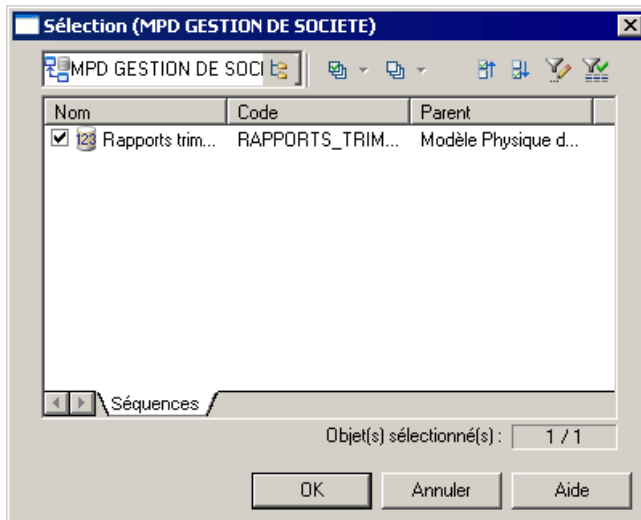 Sélection (MPD GESTION DE SOCIETE)
MPD GESTION DE SOCI
Nom Code Parent
123 Rapports trim... RAPPORTS_TRIM... Modèle Physique d...
Séquences
Objet(s) sélectionné(s) : 1 / 1
OK Annuler Aide